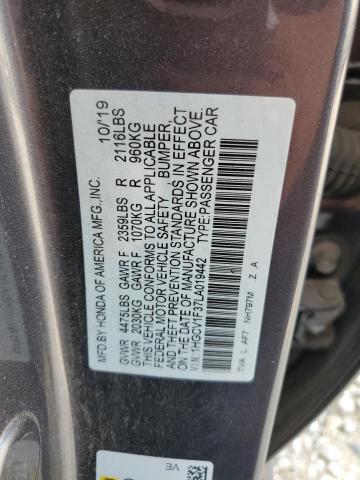 MFD. BY HONDA OF AMERICA MFG., INC. 10/19
GVWR 4475LBS GAWR F 2359LBS R 2116LBS
GVWR 2030KG GAWR F 1070KG R 960KG
THIS VEHICLE CONFORMS TO ALL APPLICABLE
FEDERAL MOTOR VEHICLE SAFETY BUMPER,
AND THEFT PREVENTION STANDARDS IN EFFECT
ON THE DATE OF MANUFACTURE SHOWN ABOVE.
V.I.N. 1HGCV1F37LA019442 TYPE:PASSENGER CAR
TVA L AF7 NH797M Z A
VE